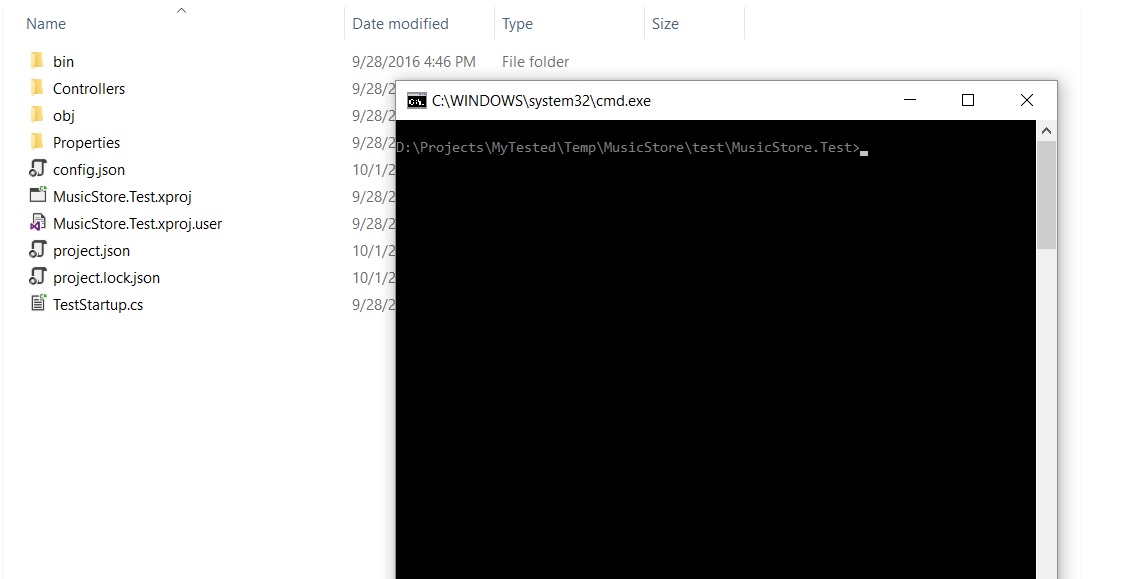 Name Date modified Type Size
bin 9/28/2016 4:46 PM File folder
Controllers 9/28/2
C:\WINDOWS\system32\cmd.exe
obj 9/28/2
Properties 9/28/2
D:\Projects\MyTested\Temp\MusicStore\test\MusicStore.Test>
config.json 10/1/2
MusicStore.Test.xproj 9/28/2
MusicStore.Test.xproj.user 9/28/2
project.json 10/1/2
project.lock.json 10/1/2
TestStartup.cs 9/28/2